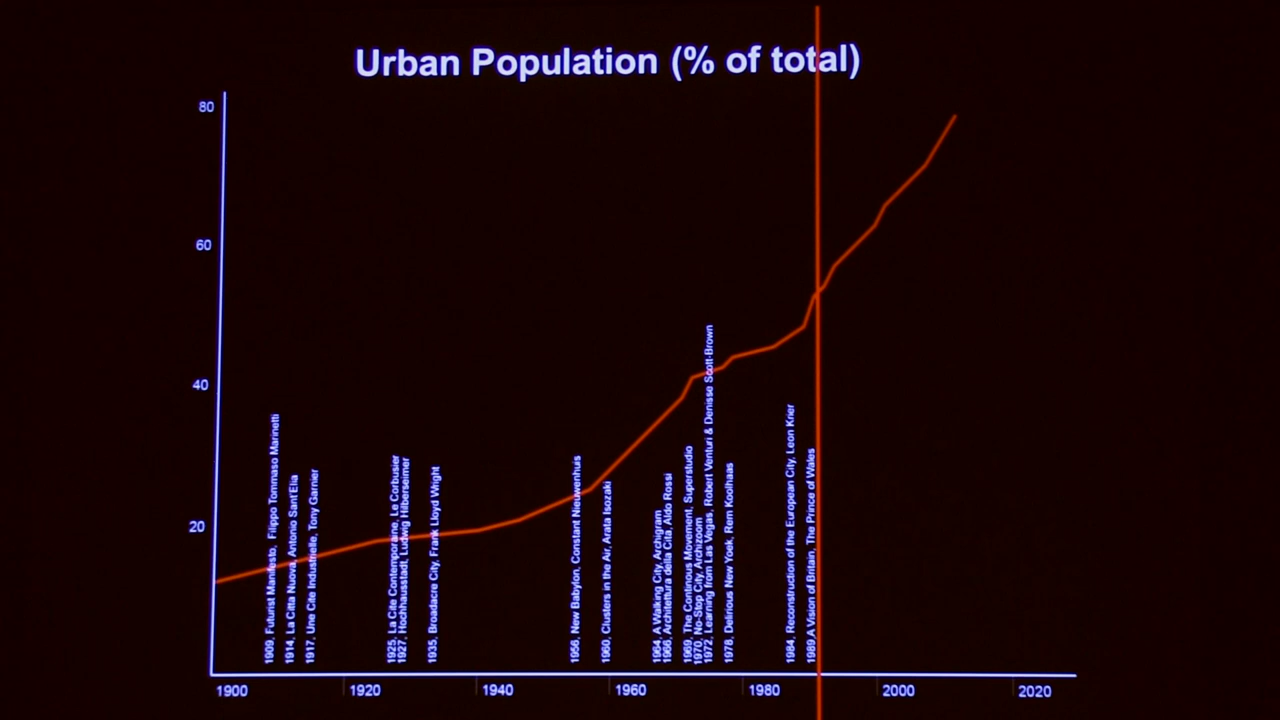 Urban Population (% of total)
80
60
40
20
1909, Futurist Manifesto, Filippo Tommaso Marinetti
1914, La Citta Nuova, Antonio Sant'Elia
1917, Une Cite Industrielle, Tony Garnier
1925, La Cite Contemporaine, Le Corbusier
1927, Hochhausstadt, Ludwig Hilberseimer
1935, Broadacre City, Frank Lloyd Wright
1956, New Babylon, Constant Nieuwenhuis
1960, Clusters in the Air, Arata Isozaki
1964, A Walking City, Archigram
1966, Architettura della Cita, Aldo Rossi
1969, The Continous Movement, Superstudio
1970, No-Stop City, Archizoom
1972, Learning from Las Vegas, Robert Venturi & Denisse Scott-Brown
1978, Delirious New Yoek, Rem Koolhaas
1984, Reconstruction of the European City, Leon Krier
1989,A Vision of Britain, The Prince of Wales
1900 1920 1940 1960 1980 2000 2020